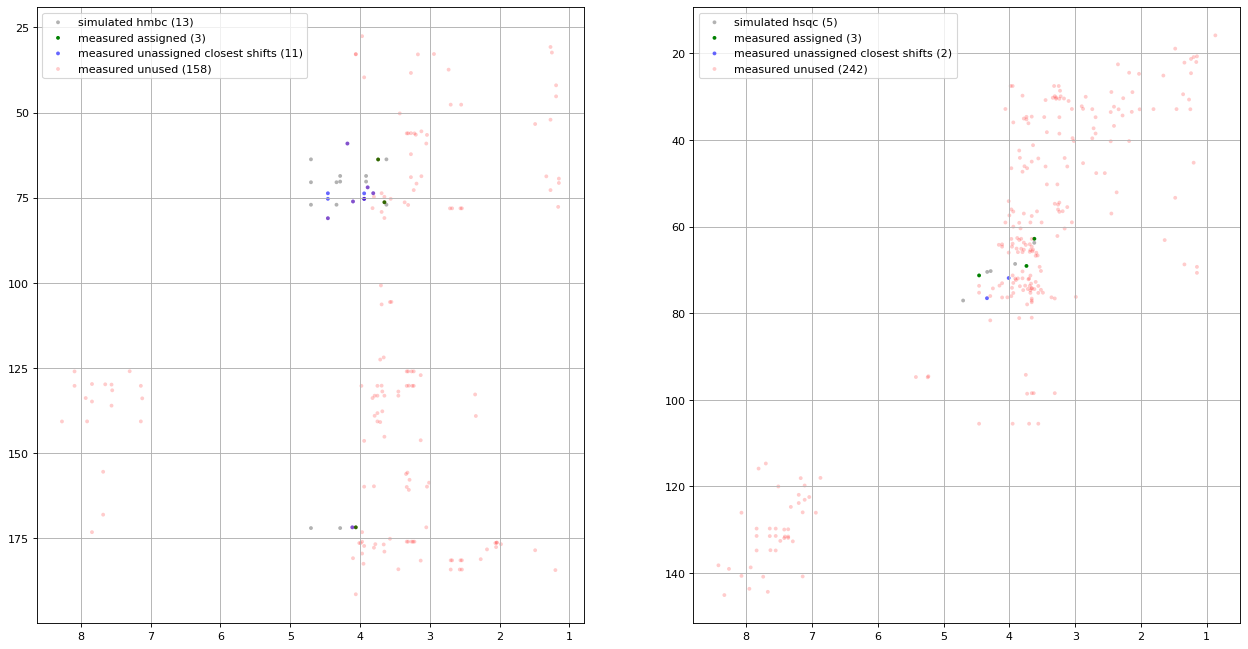 simulated hmbc (13)
measured assigned (3)
measured unassigned closest shifts (11)
measured unused (158)
25
50
75
100
125
150
175
8 7 6 5 4 3 2 1
simulated hsqc (5)
measured assigned (3)
measured unassigned closest shifts (2)
measured unused (242)
20
40
60
80
100
120
140
8 7 6 5 4 3 2 1